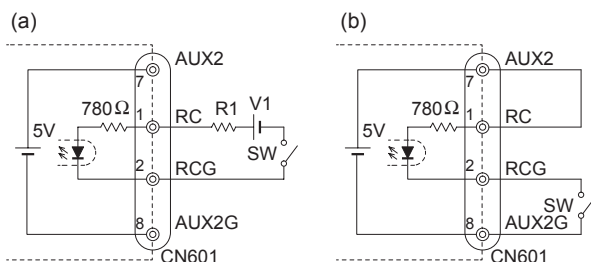 (a)
AUX2
7
780Ω
1
RC
R1
V1
5V
SW
2
RCG
8
AUX2G
CN601
(b)
AUX2
7
780Ω
1
RC
5V
2
RCG
SW
AUX2G
8
CN601